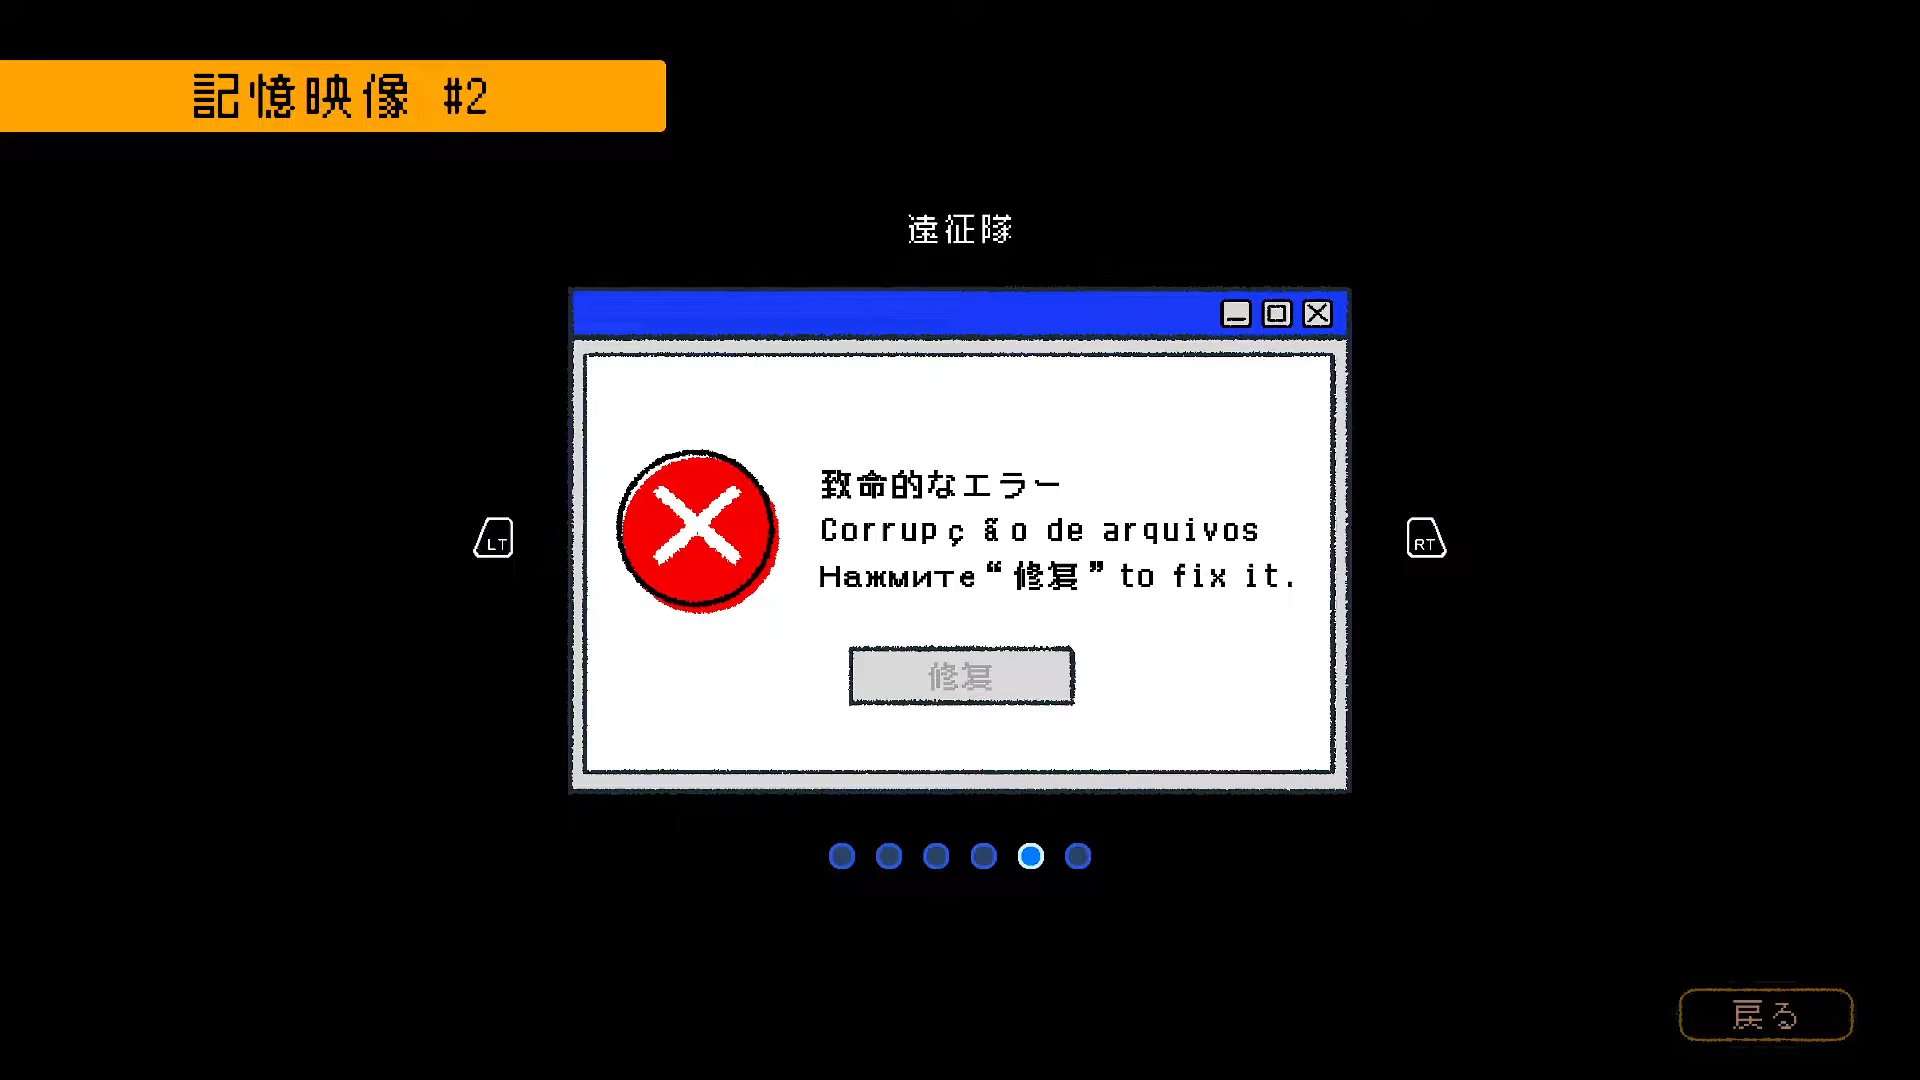 記憶映像 #2
遠征隊
致命的なエラー
Corrupção de arquivos
Нажмите“修复”to fix it.
修复
LT
RT
戻る